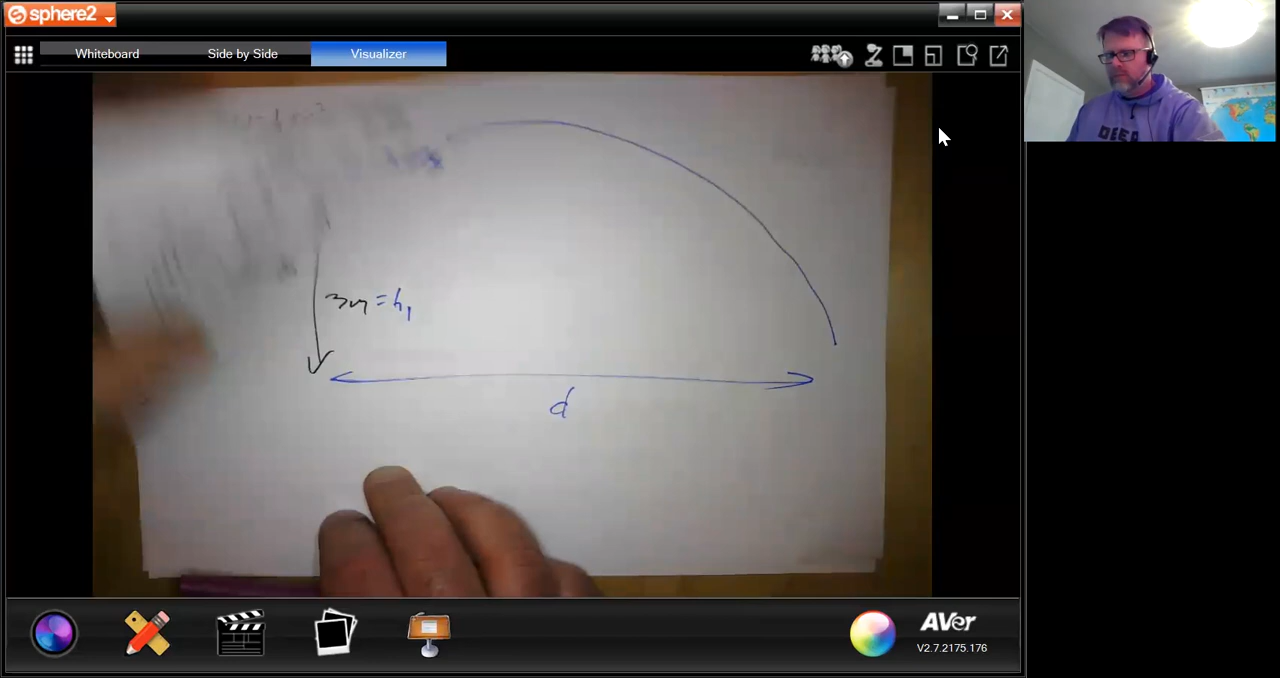 sphere2
Whiteboard
Side by Side
Visualizer
3m = h₁
d
AVer
V2.7.2175.176